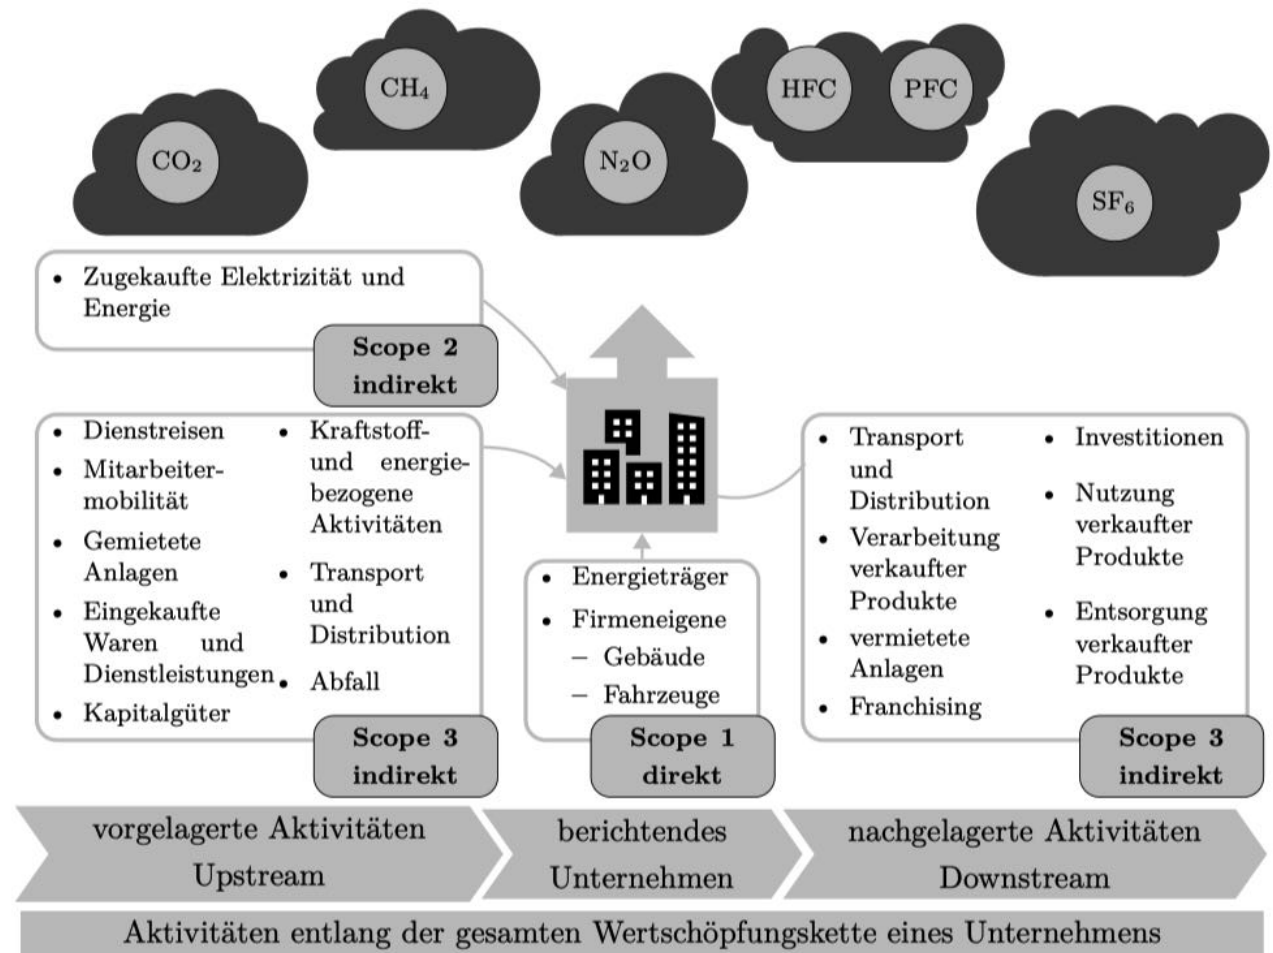 CO₂
CH₄
N₂O
HFC
PFC
SF₆
• Zugekaufte Elektrizität und
Energie
Scope 2
indirekt
• Dienstreisen
• Mitarbeiter-
mobilität
• Gemietete
Anlagen
• Eingekaufte
Waren und
Dienstleistungen
• Kapitalgüter
• Kraftstoff-
und energie-
bezogene
Aktivitäten
• Transport
und
Distribution
• Abfall
Scope 3
indirekt
• Energieträger
• Firmeneigene
– Gebäude
– Fahrzeuge
Scope 1
direkt
• Transport
und
Distribution
• Verarbeitung
verkaufter
Produkte
• vermietete
Anlagen
• Franchising
• Investitionen
• Nutzung
verkaufter
Produkte
• Entsorgung
verkaufter
Produkte
Scope 3
indirekt
vorgelagerte Aktivitäten
Upstream
berichtendes
Unternehmen
nachgelagerte Aktivitäten
Downstream
Aktivitäten entlang der gesamten Wertschöpfungskette eines Unternehmens